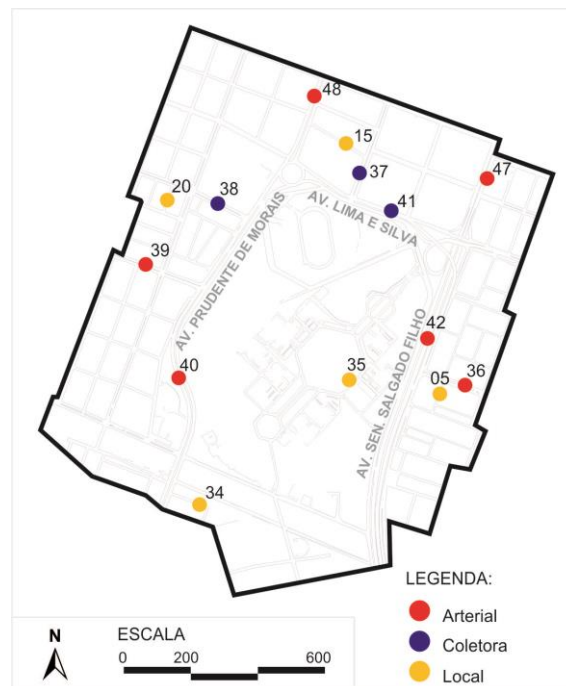 48
15
47
37
20
38
41
AV. LIMA E SILVA
39
AV. PRUDENTE DE MORAIS
42
40
35
36
05
AV. SEN. SALGADO FILHO
34
LEGENDA:
Arterial
Coletora
Local
N
ESCALA
0 200 600